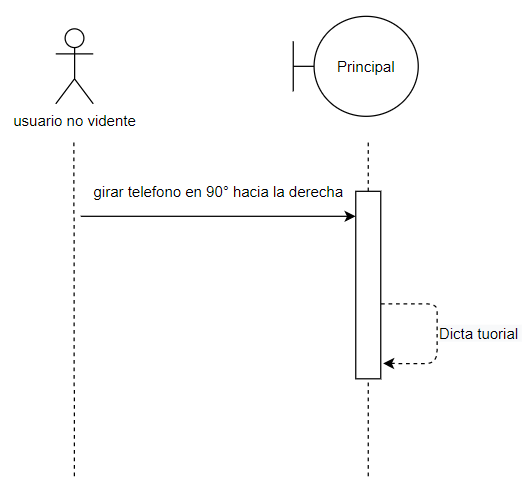 Principal
usuario no vidente
girar telefono en 90° hacia la derecha
Dicta tuorial